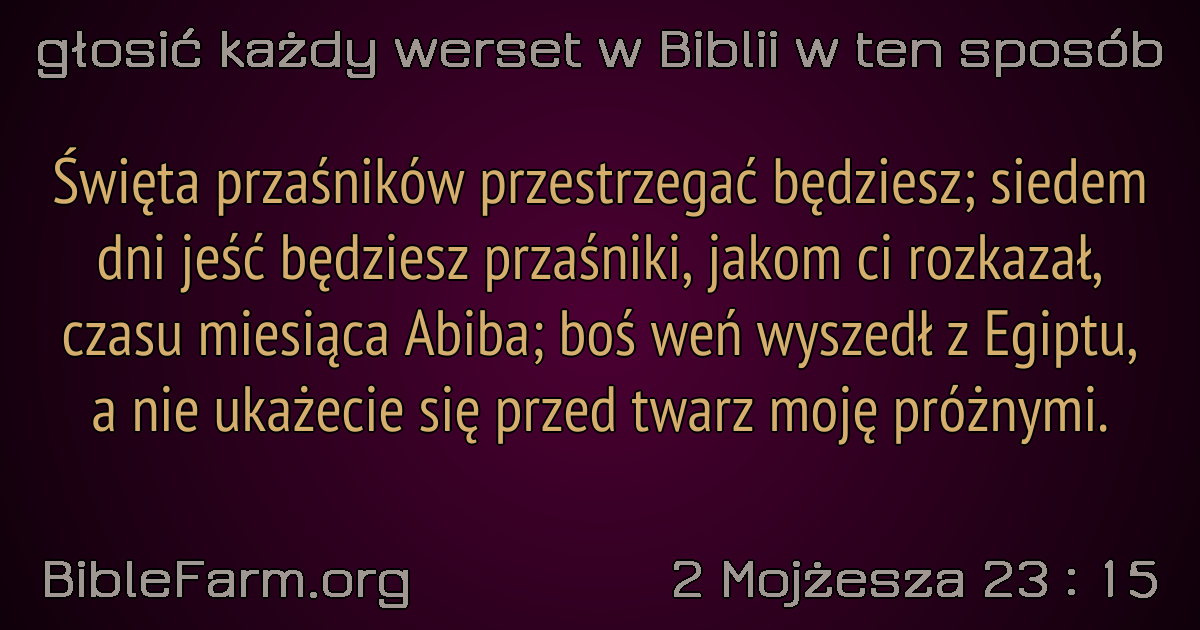 głosić każdy werset w Biblii w ten sposób
Święta przaśników przestrzegać będziesz; siedem
dni jeść będziesz przaśniki, jakom ci rozkazał,
czasu miesiąca Abiba; boś weń wyszedł z Egiptu,
a nie ukażecie się przed twarz moję próżnymi.
BibleFarm.org
2 Mojżesza 23 : 15